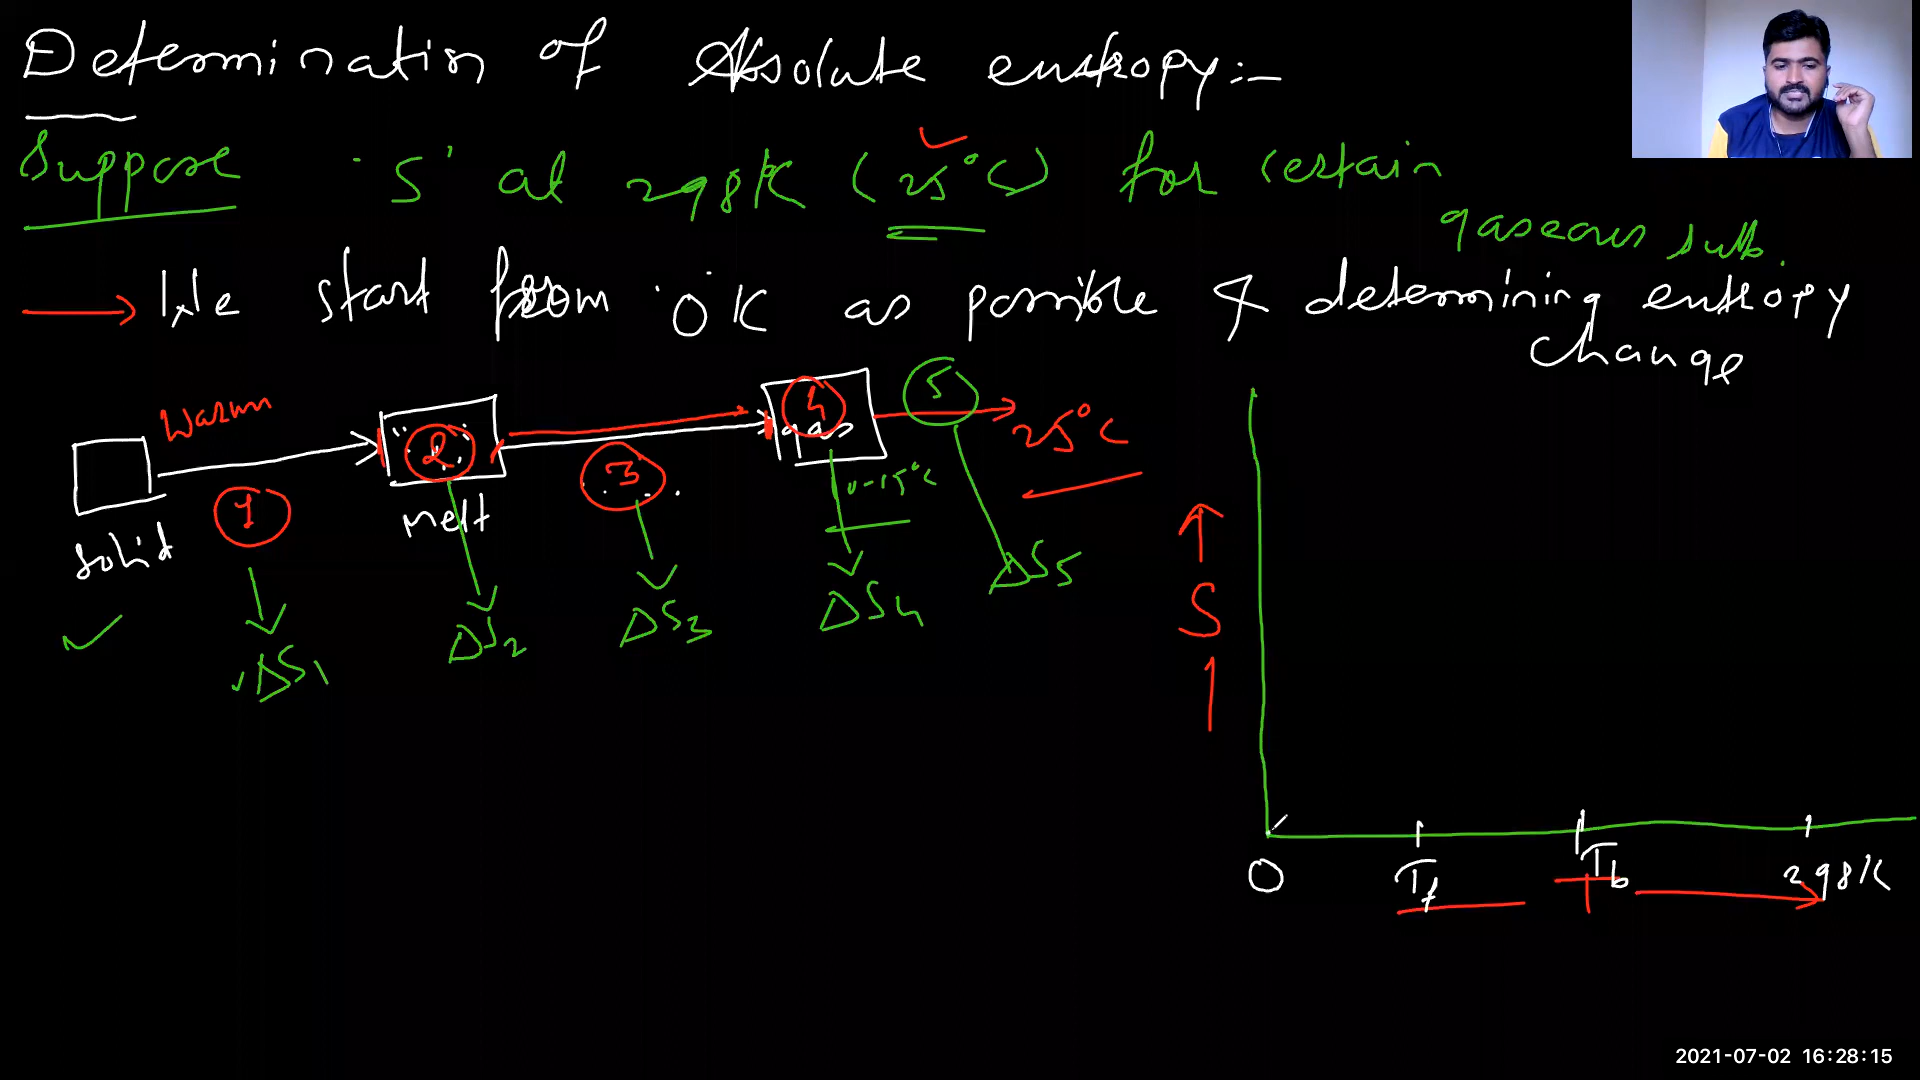 Determination of Absolute entropy:-
Suppose 'S' at 298K (25°C) for certain
gaseous sub.
We start from 0K as possible & determining entropy
change
Warm
solid
1
2
melt
3
4
gas
5
25°C
ΔS1
ΔS2
ΔS3
ΔS4
ΔS5
S
0
Tf
Tb
298K
2021-07-02 16:28:15